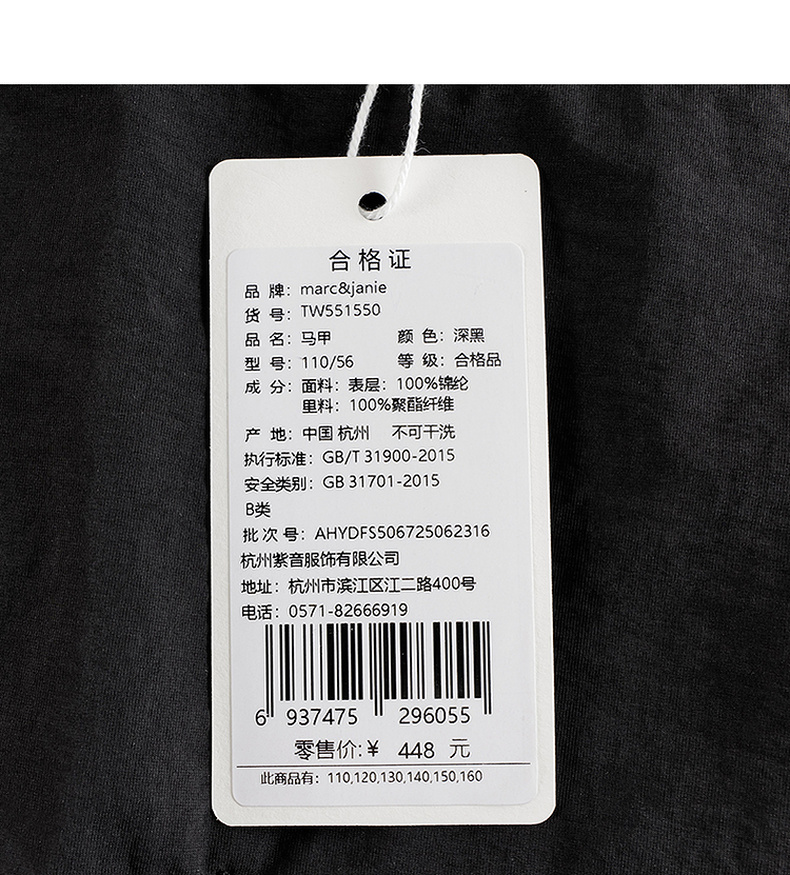 合格证
品 牌：marc&janie
货 号：TW551550
品 名：马甲 颜 色：深黑
型 号：110/56 等 级：合格品
成 分：面料：表层：100%锦纶
里料：100%聚酯纤维
产 地：中国 杭州 不可干洗
执行标准：GB/T 31900-2015
安全类别：GB 31701-2015
B类
批 次 号：AHYDFS506725062316
杭州紫音服饰有限公司
地址：杭州市滨江区江二路400号
电话：0571-82666919
6 937475 296055
零售价:￥ 448 元
此商品有：110,120,130,140,150,160